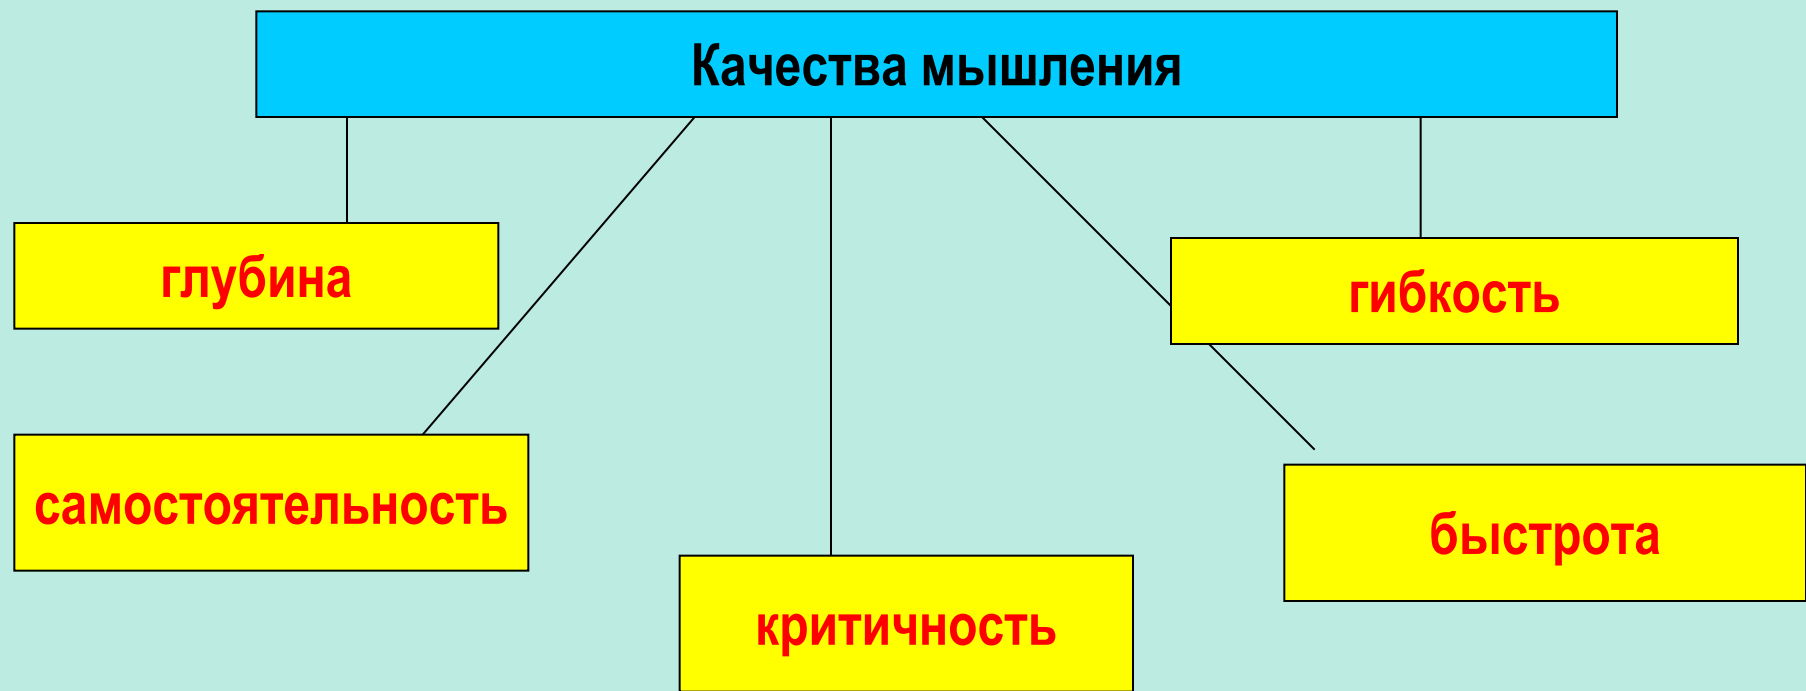 Качества мышления
глубина
гибкость
самостоятельность
быстрота
критичность